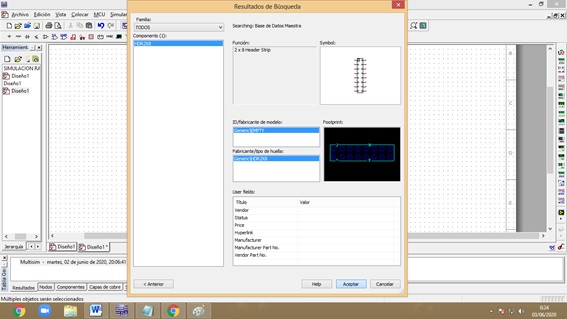 Resultados de Búsqueda
Archivo Edición Vista Colocar MCU Simular
Familia:
TODOS
Searching: Base de Datos Maestra
Componente (1):
HDR2X8
Función:
2 x 8 Header Strip
Symbol:
Herramient
SIMULACION
Diseño1
Diseño1
Diseño1
ID/fabricante de modelo:
Generic\EMPTY
Footprint:
Fabricante/tipo de huella:
Generic\HDR2X8
User fields:
Título Valor
Vendor
Status
Price
Hyperlink
Manufacturer
Manufacturer Part No.
Vendor Part No.
B
C
D
E
Jerarquía
Diseño1 Diseño1 *
Multisim - martes, 02 de junio de 2020, 20:06:4
< Anterior Help Aceptar Cancelar
Tabla Ge
Resultados Nodos Componentes Capas de cobre
Múltiples objetos serán seleccionados
0:24
03/06/2020